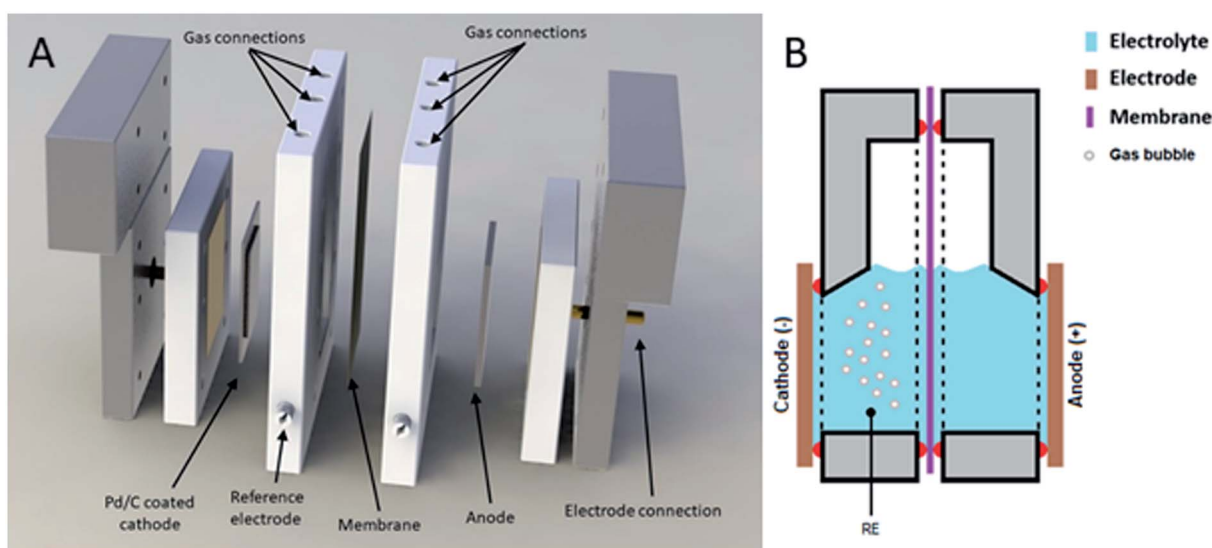 A
Gas connections
Gas connections
Pd/C coated
cathode
Reference
electrode
Membrane
Anode
Electrode connection
B
Electrolyte
Electrode
Membrane
Gas bubble
Cathode (-)
Anode (+)
RE